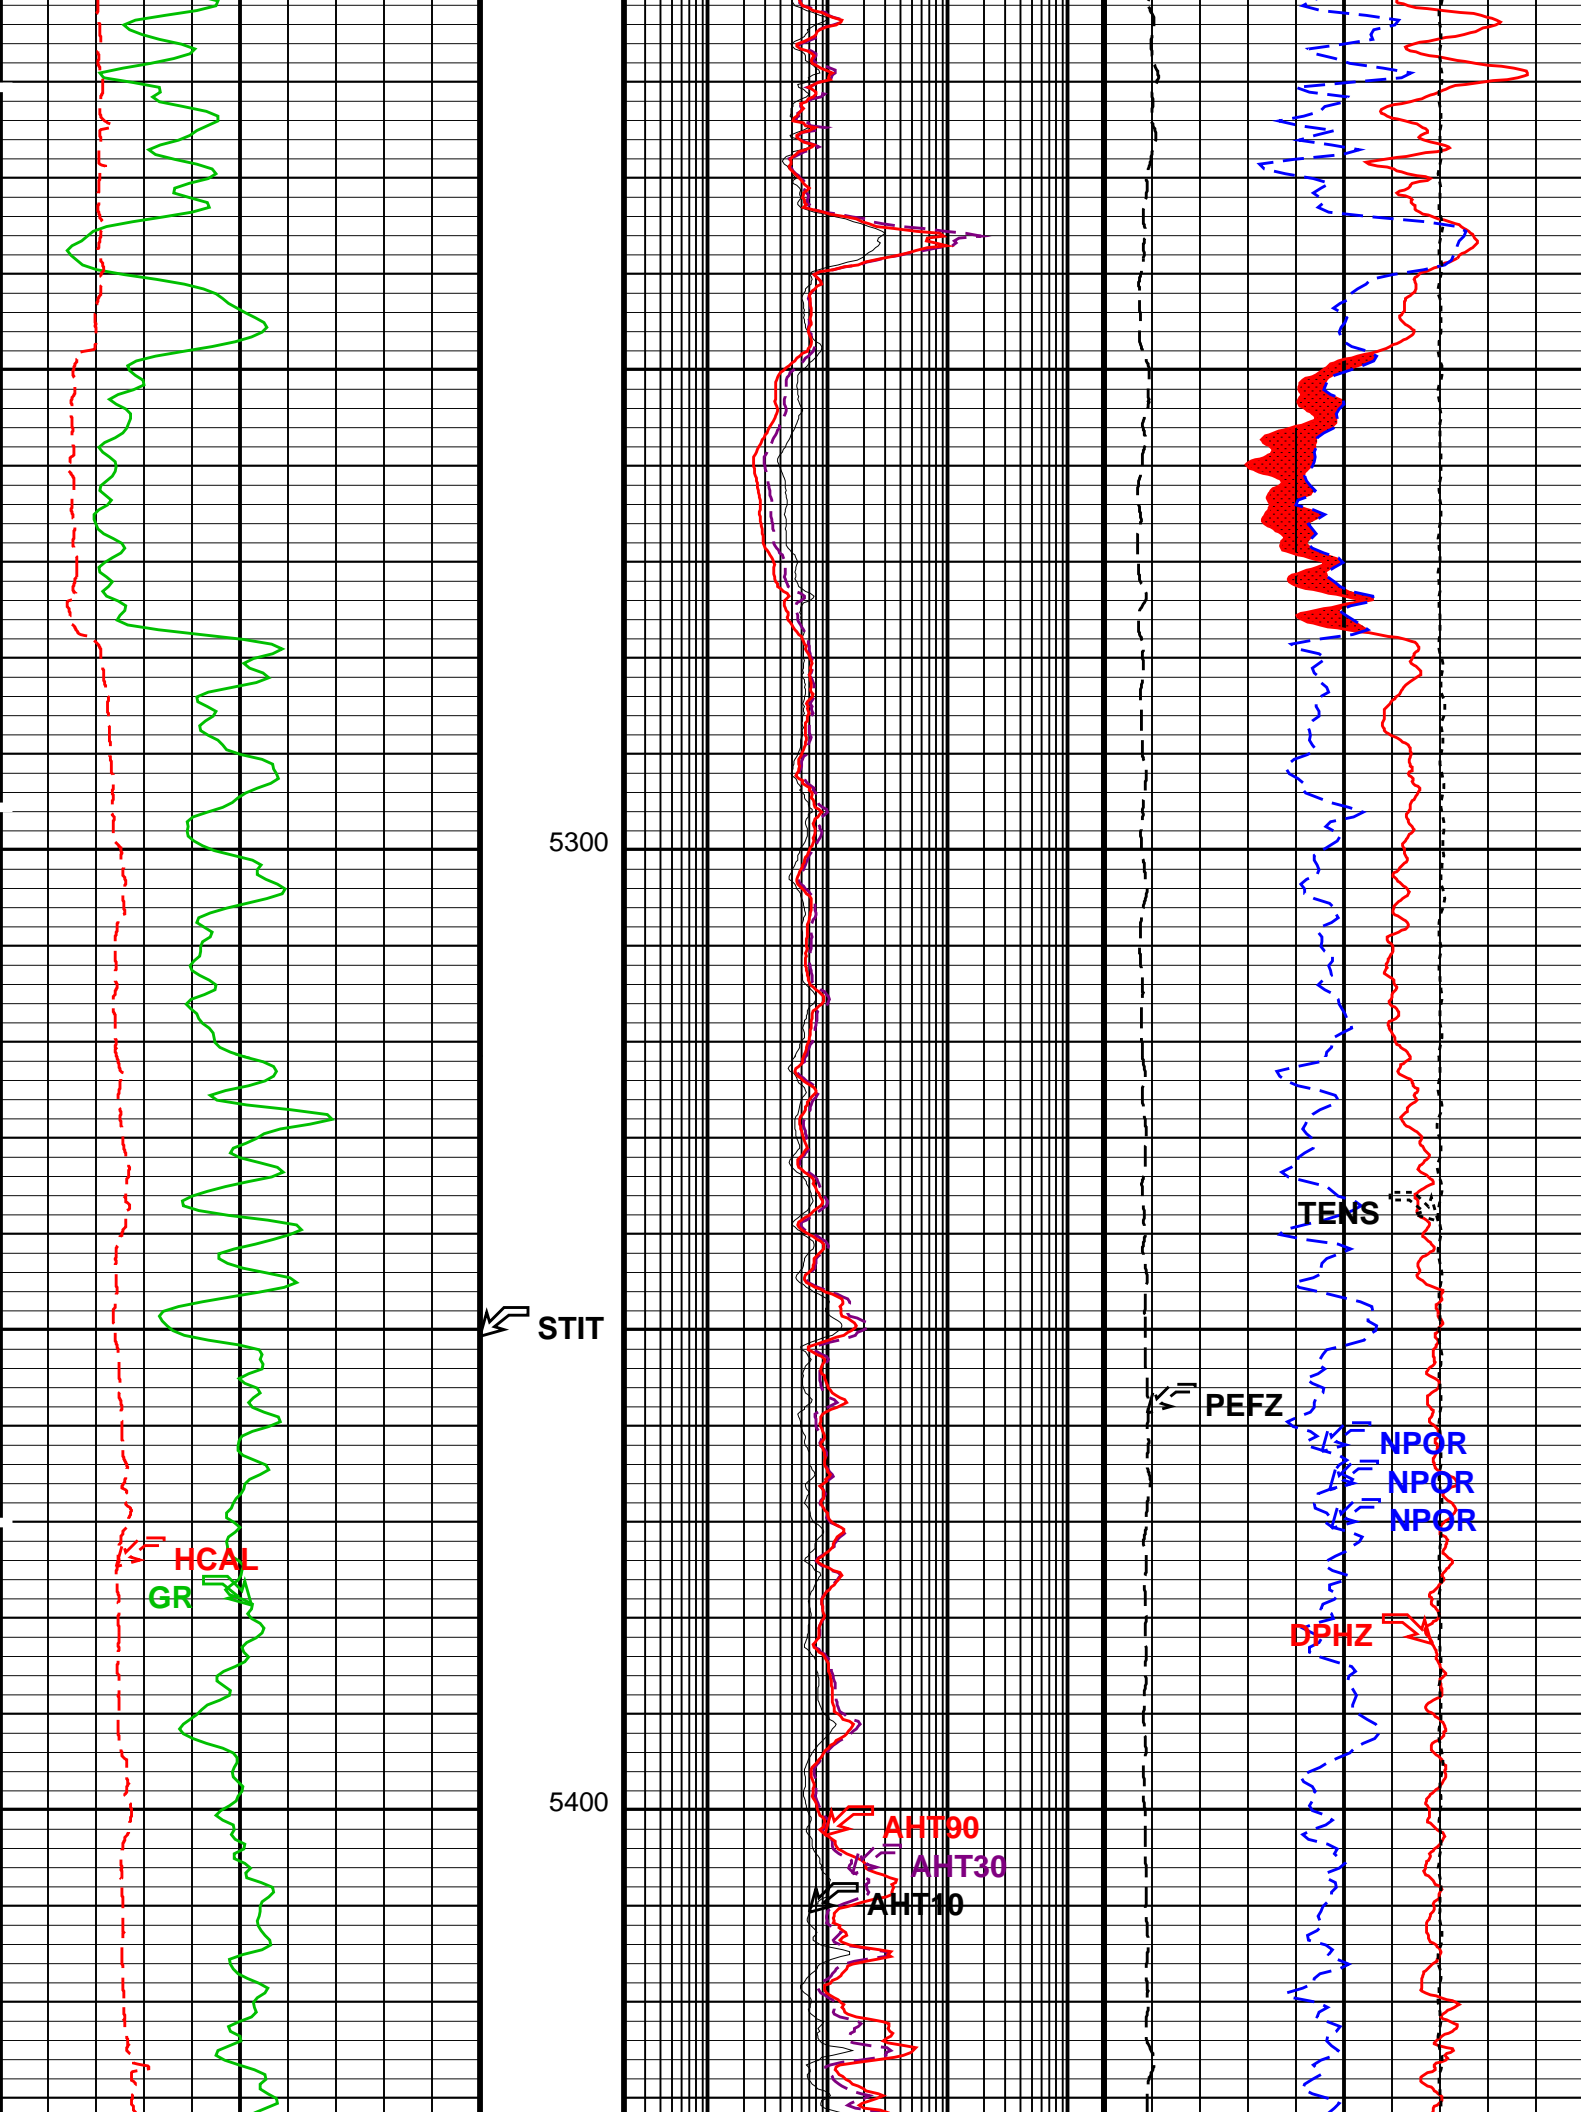 5300
TENS
STIT
PEFZ
NPOR
NPOR
NPOR
HCAL
GR
DPHZ
5400
AHT90
AHT30
AHT10